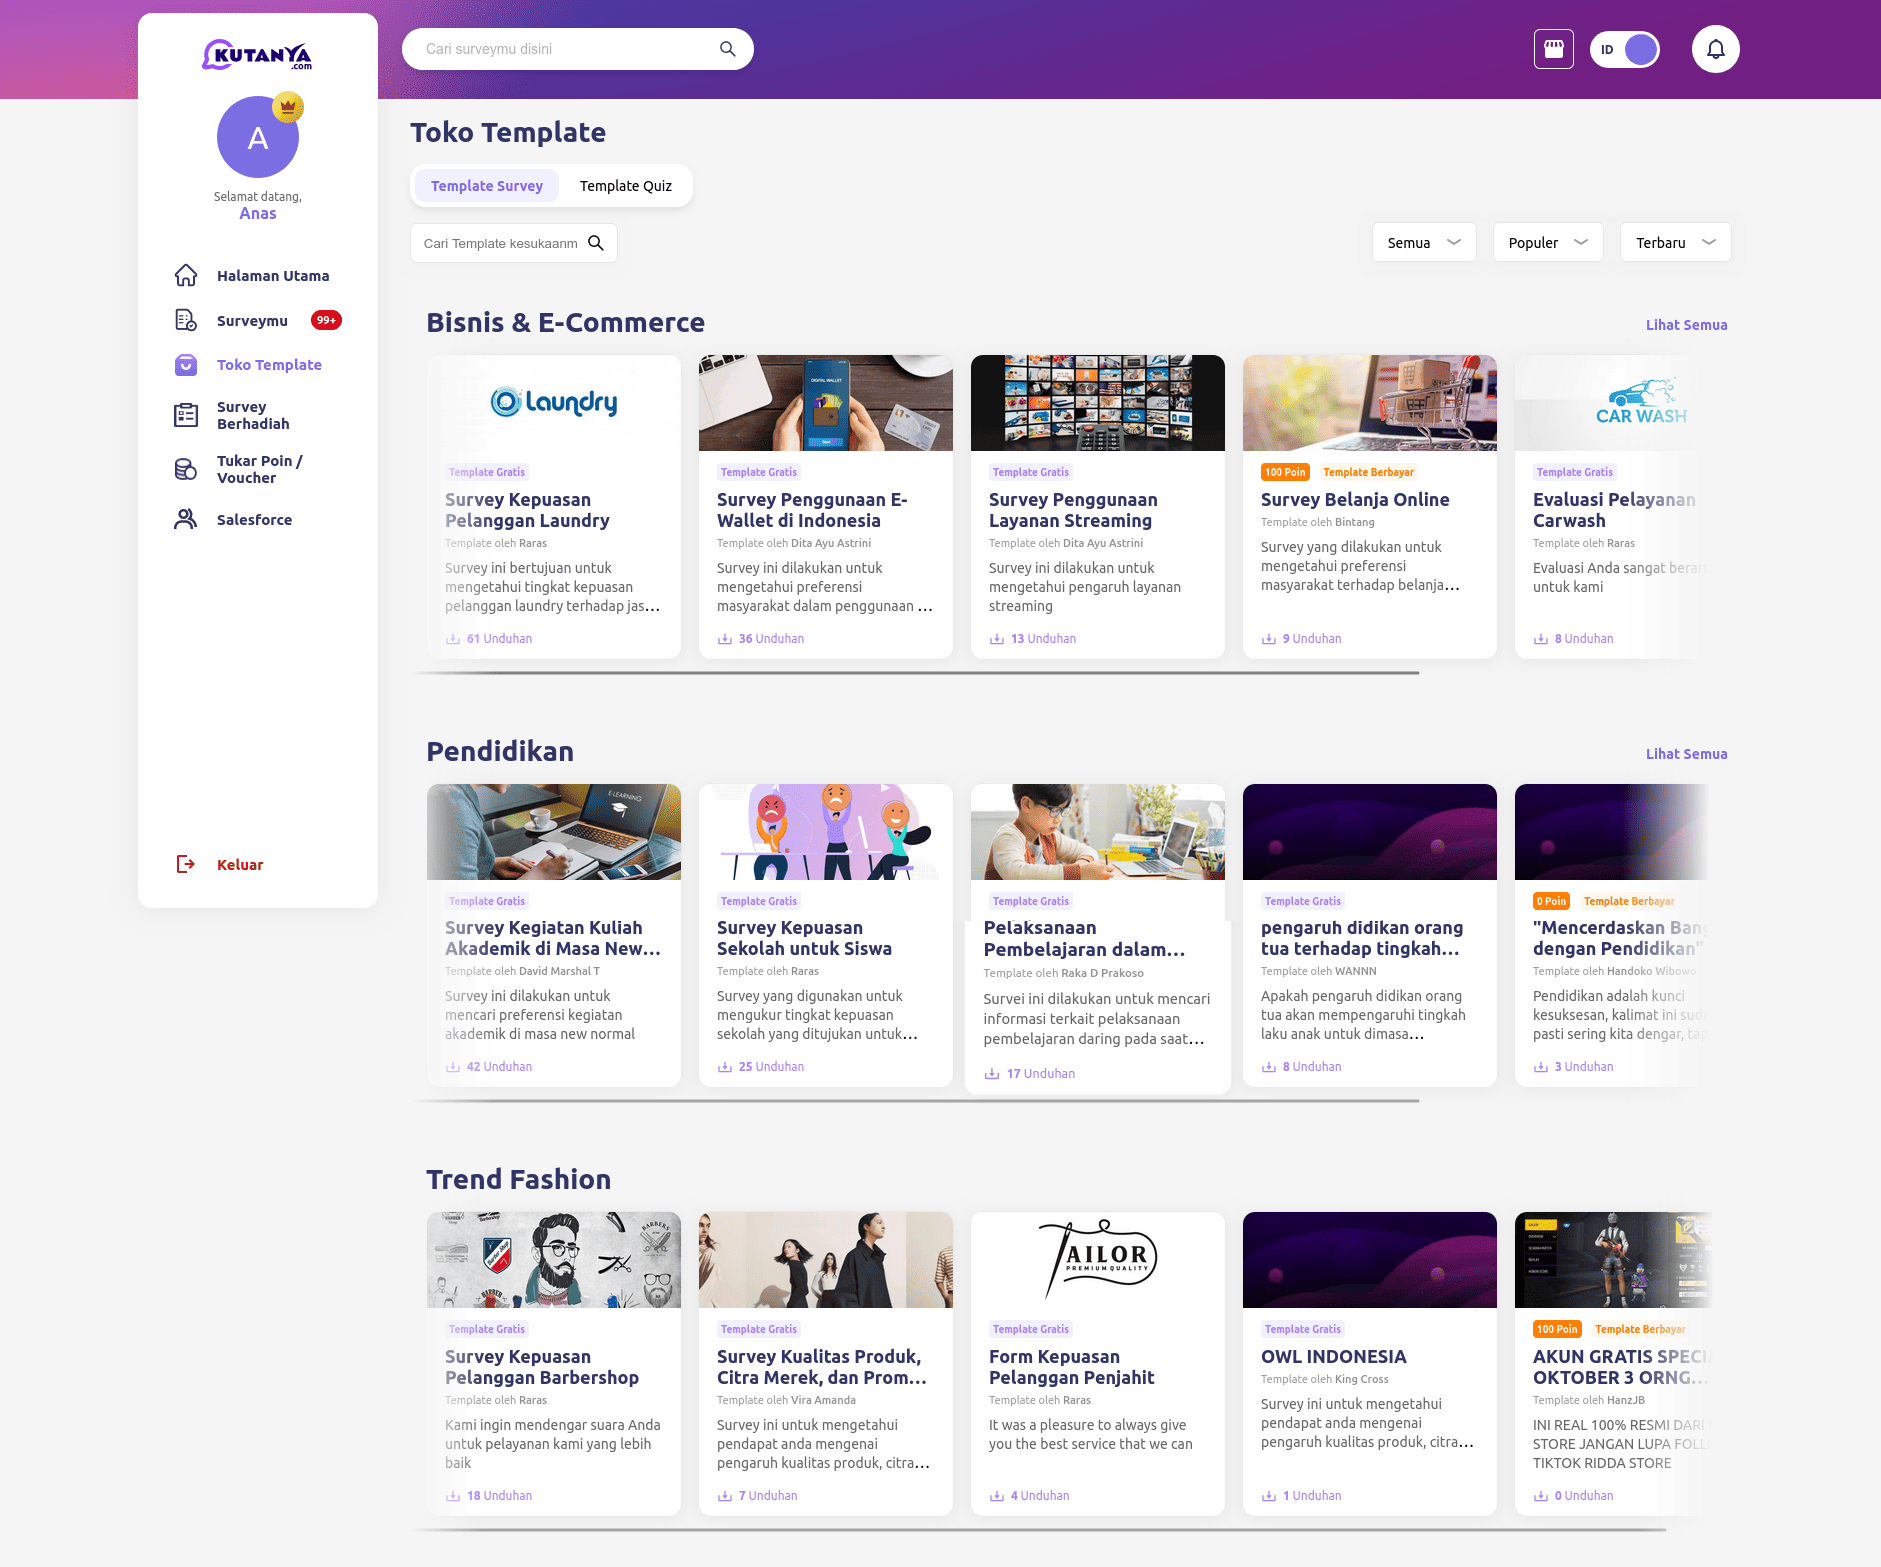 KUTANYA
.com
Cari surveymu disini
ID
A
Selamat datang,
Anas
Halaman Utama
Surveymu
99+
Toko Template
Survey
Berhadiah
Tukar Poin /
Voucher
Salesforce
Keluar
Toko Template
Template Survey
Template Quiz
Cari Template kesukaanm
Semua
Populer
Terbaru
Bisnis & E-Commerce
Lihat Semua
laundry
Template Gratis
Survey Kepuasan
Pelanggan Laundry
Template oleh Raras
Survey ini bertujuan untuk
mengetahui tingkat kepuasan
pelanggan laundry terhadap jas...
61 Unduhan
DIGITAL WALLET
Template Gratis
Survey Penggunaan E-
Wallet di Indonesia
Template oleh Dita Ayu Astrini
Survey ini dilakukan untuk
mengetahui preferensi
masyarakat dalam penggunaan ...
36 Unduhan
Template Gratis
Survey Penggunaan
Layanan Streaming
Template oleh Dita Ayu Astrini
Survey ini dilakukan untuk
mengetahui pengaruh layanan
streaming
13 Unduhan
100 Poin
Template Berbayar
Survey Belanja Online
Template oleh Bintang
Survey yang dilakukan untuk
mengetahui preferensi
masyarakat terhadap belanja...
9 Unduhan
CAR WASH
Template Gratis
Evaluasi Pelayanan
Carwash
Template oleh Raras
Evaluasi Anda sangat berar
untuk kami
8 Unduhan
Pendidikan
Lihat Semua
E-LEARNING
Template Gratis
Survey Kegiatan Kuliah
Akademik di Masa New...
Template oleh David Marshal T
Survey ini dilakukan untuk
mencari preferensi kegiatan
akademik di masa new normal
42 Unduhan
Template Gratis
Survey Kepuasan
Sekolah untuk Siswa
Template oleh Raras
Survey yang digunakan untuk
mengukur tingkat kepuasan
sekolah yang ditujukan untuk...
25 Unduhan
Template Gratis
Pelaksanaan
Pembelajaran dalam...
Template oleh Raka D Prakoso
Survei ini dilakukan untuk mencari
informasi terkait pelaksanaan
pembelajaran daring pada saat...
17 Unduhan
Template Gratis
pengaruh didikan orang
tua terhadap tingkah...
Template oleh WANNN
Apakah pengaruh didikan orang
tua akan mempengaruhi tingkah
laku anak untuk dimasa...
8 Unduhan
0 Poin
Template Berbayar
"Mencerdaskan Bang
dengan Pendidikan"
Template oleh Handoko Wibowo
Pendidikan adalah kunci
kesuksesan, kalimat ini suda
pasti sering kita dengar, tap
3 Unduhan
Trend Fashion
Template Gratis
Survey Kepuasan
Pelanggan Barbershop
Template oleh Raras
Kami ingin mendengar suara Anda
untuk pelayanan kami yang lebih
baik
18 Unduhan
Template Gratis
Survey Kualitas Produk,
Citra Merek, dan Prom...
Template oleh Vira Amanda
Survey ini untuk mengetahui
pendapat anda mengenai
pengaruh kualitas produk, citra...
7 Unduhan
TAILOR
PREMIUM QUALITY
Template Gratis
Form Kepuasan
Pelanggan Penjahit
Template oleh Raras
It was a pleasure to always give
you the best service that we can
4 Unduhan
Template Gratis
OWL INDONESIA
Template oleh King Cross
Survey ini untuk mengetahui
pendapat anda mengenai
pengaruh kualitas produk, citra...
1 Unduhan
100 Poin
Template Berbayar
AKUN GRATIS SPECIA
OKTOBER 3 ORNG...
Template oleh HanzJB
INI REAL 100% RESMI DARI
STORE JANGAN LUPA FOLL
TIKTOK RIDDA STORE
0 Unduhan